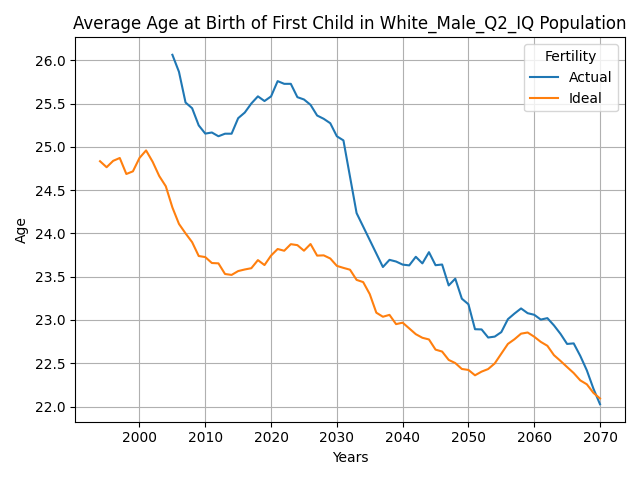 Average Age at Birth of First Child in White_Male_Q2_IQ Population
Fertility
Actual
Ideal
26.0
25.5
25.0
24.5
24.0
23.5
23.0
22.5
22.0
Age
2000 2010 2020 2030 2040 2050 2060 2070
Years